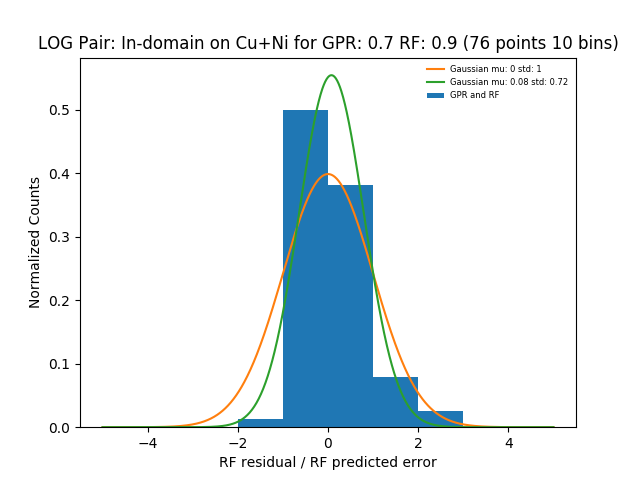 LOG Pair: In-domain on Cu+Ni for GPR: 0.7 RF: 0.9 (76 points 10 bins)
Gaussian mu: 0 std: 1
Gaussian mu: 0.08 std: 0.72
GPR and RF
Normalized Counts
0.5
0.4
0.3
0.2
0.1
0.0
−4 −2 0 2 4
RF residual / RF predicted error